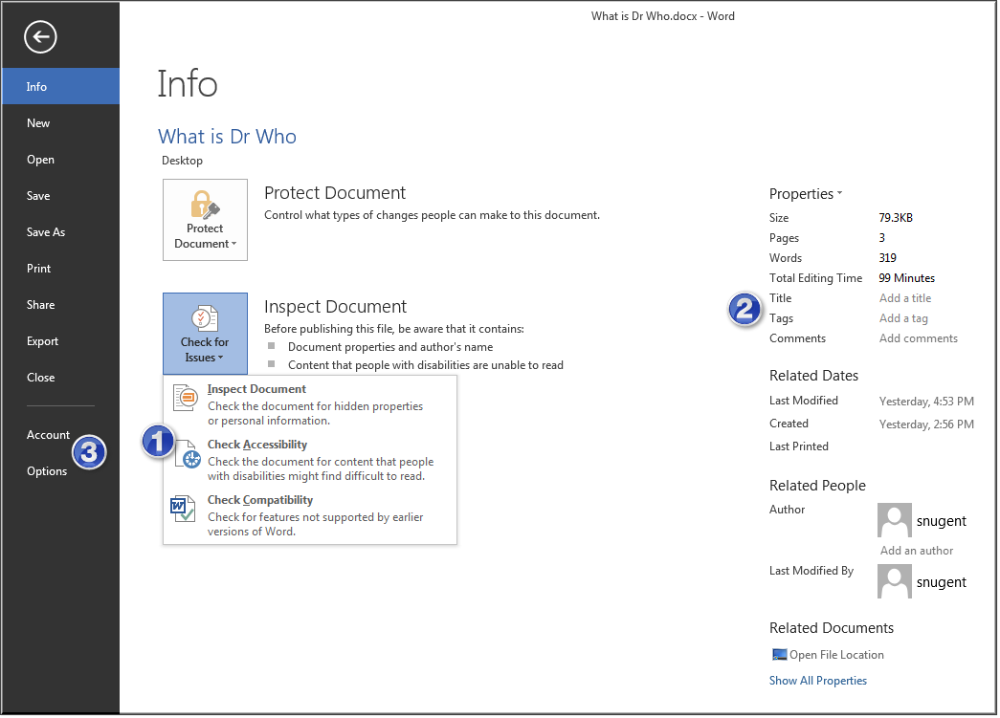 What is Dr Who.docx - Word
Info
New
Open
Save
Save As
Print
Share
Export
Close
Account
3
Options
Info
What is Dr Who
Desktop
Protect
Document
Protect Document
Control what types of changes people can make to this document.
Check for
Issues
Inspect Document
Before publishing this file, be aware that it contains:
Document properties and author's name
Content that people with disabilities are unable to read
Inspect Document
Check the document for hidden properties
or personal information.
1
Check Accessibility
Check the document for content that people
with disabilities might find difficult to read.
W
Check Compatibility
Check for features not supported by earlier
versions of Word.
Properties
Size 79.3KB
Pages 3
Words 319
Total Editing Time 99 Minutes
2
Title Add a title
Tags Add a tag
Comments Add comments
Related Dates
Last Modified Yesterday, 4:53 PM
Created Yesterday, 2:56 PM
Last Printed
Related People
Author snugent
Add an author
Last Modified By snugent
Related Documents
Open File Location
Show All Properties